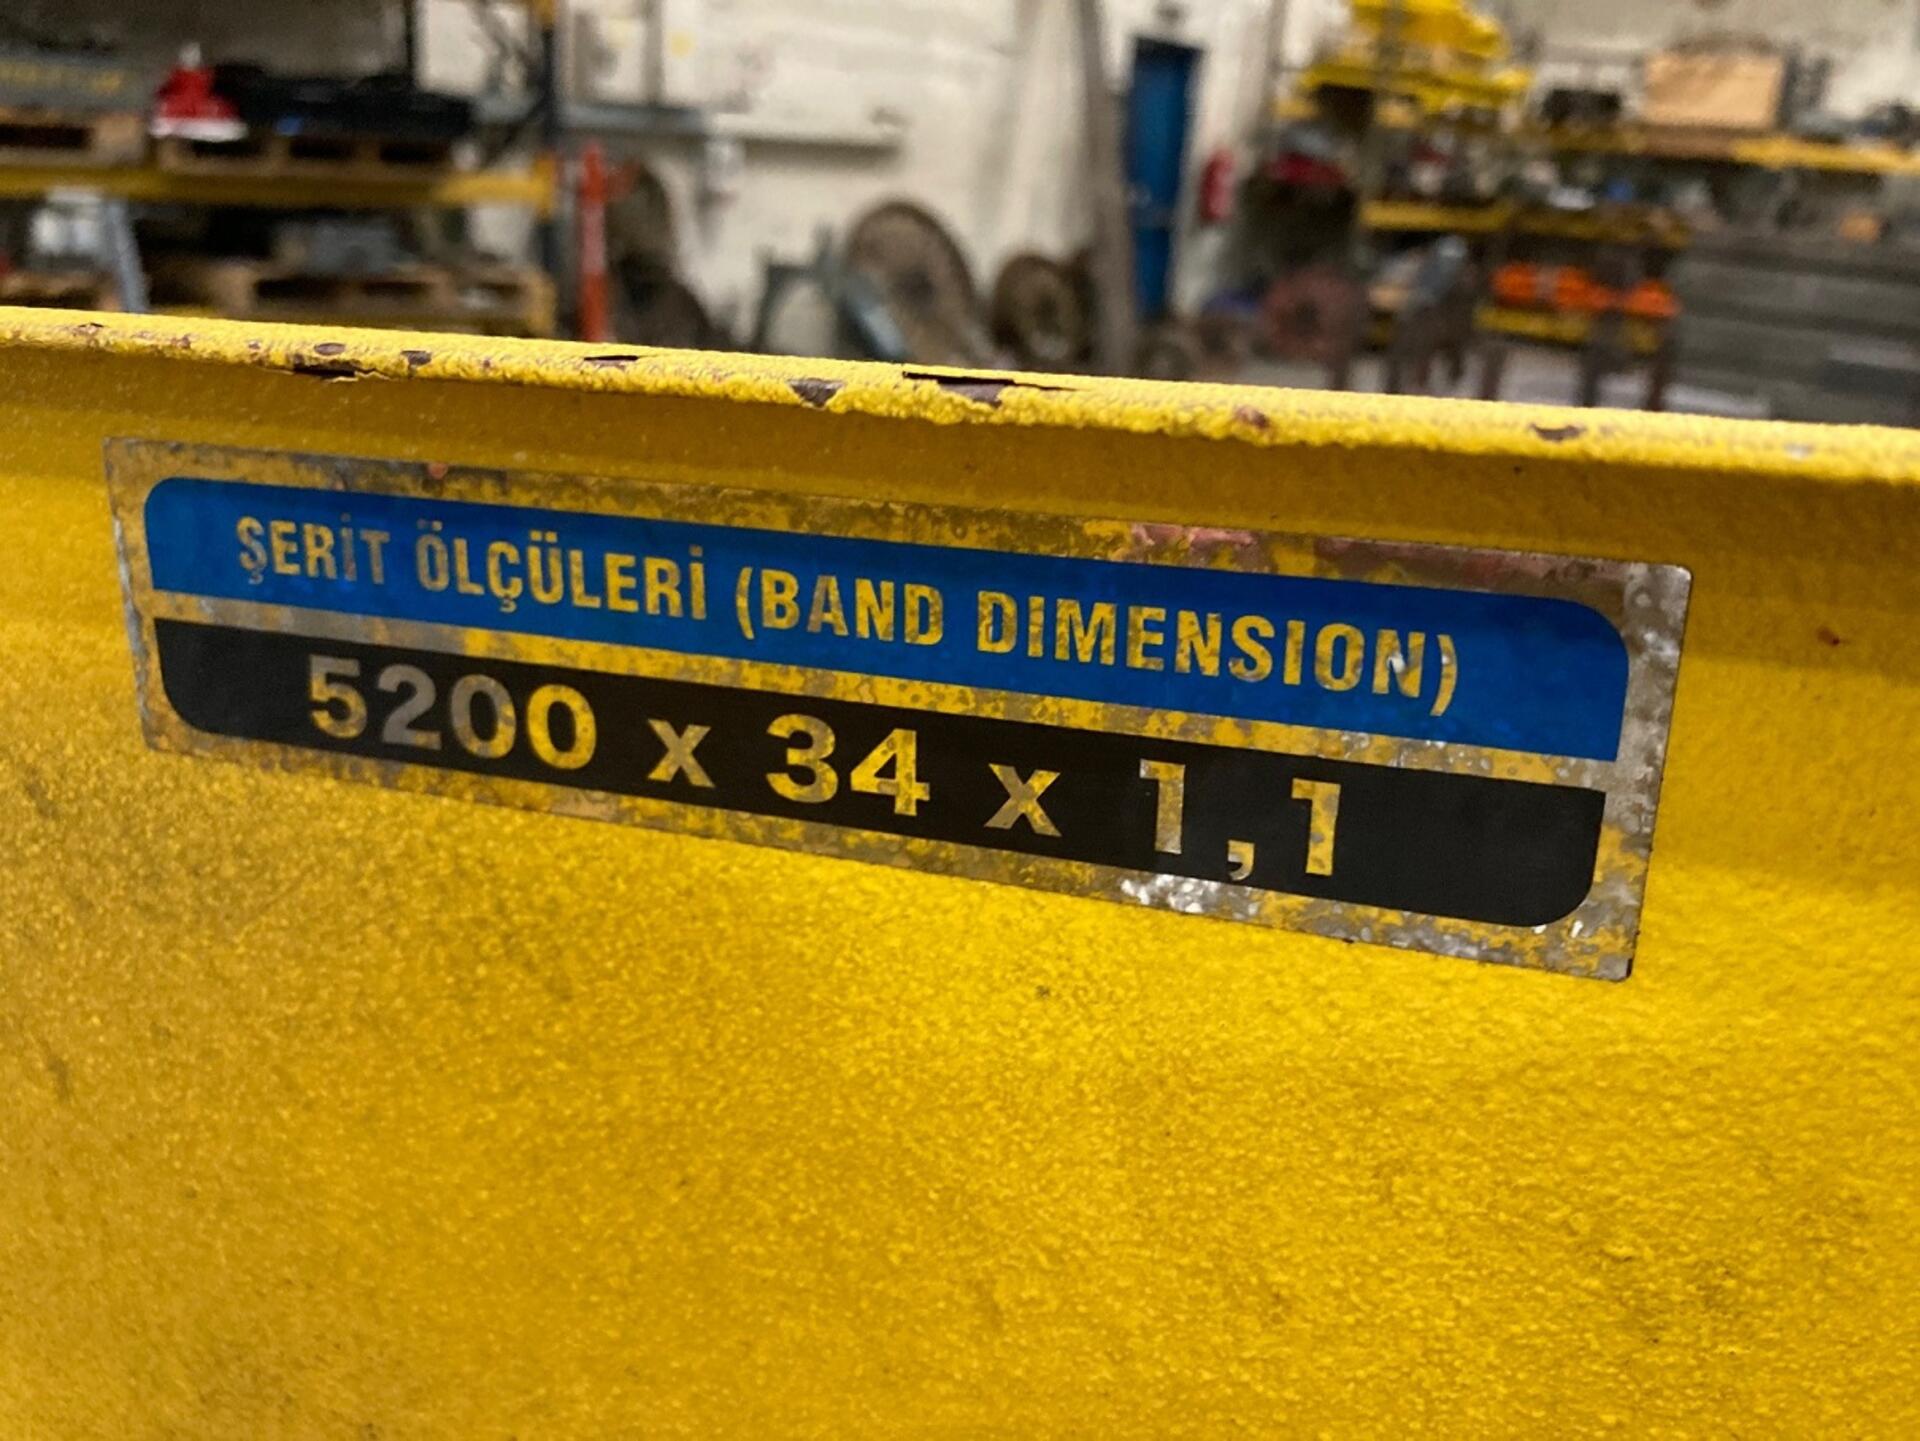 ŞERİT ÖLÇÜLERİ (BAND DIMENSION)
5200 x 34 x 1,1